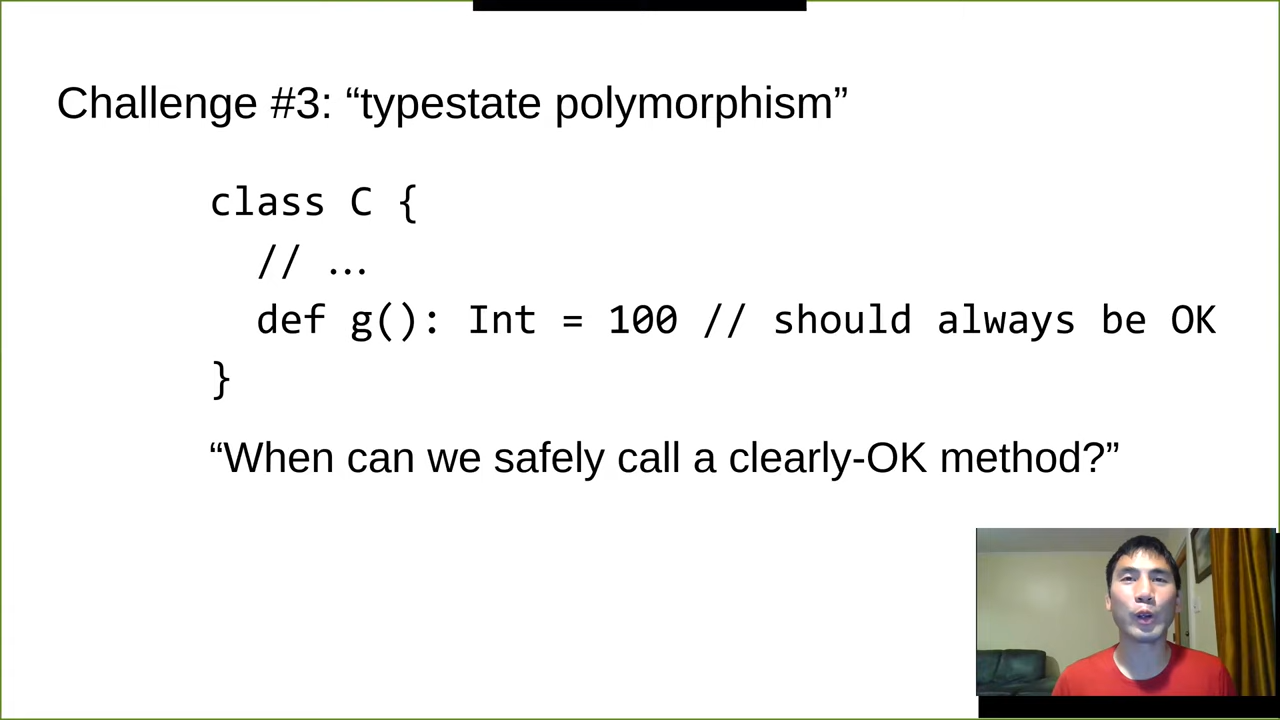 Challenge #3: “typestate polymorphism”
class C {
// …
def g(): Int = 100 // should always be OK
}
“When can we safely call a clearly-OK method?”